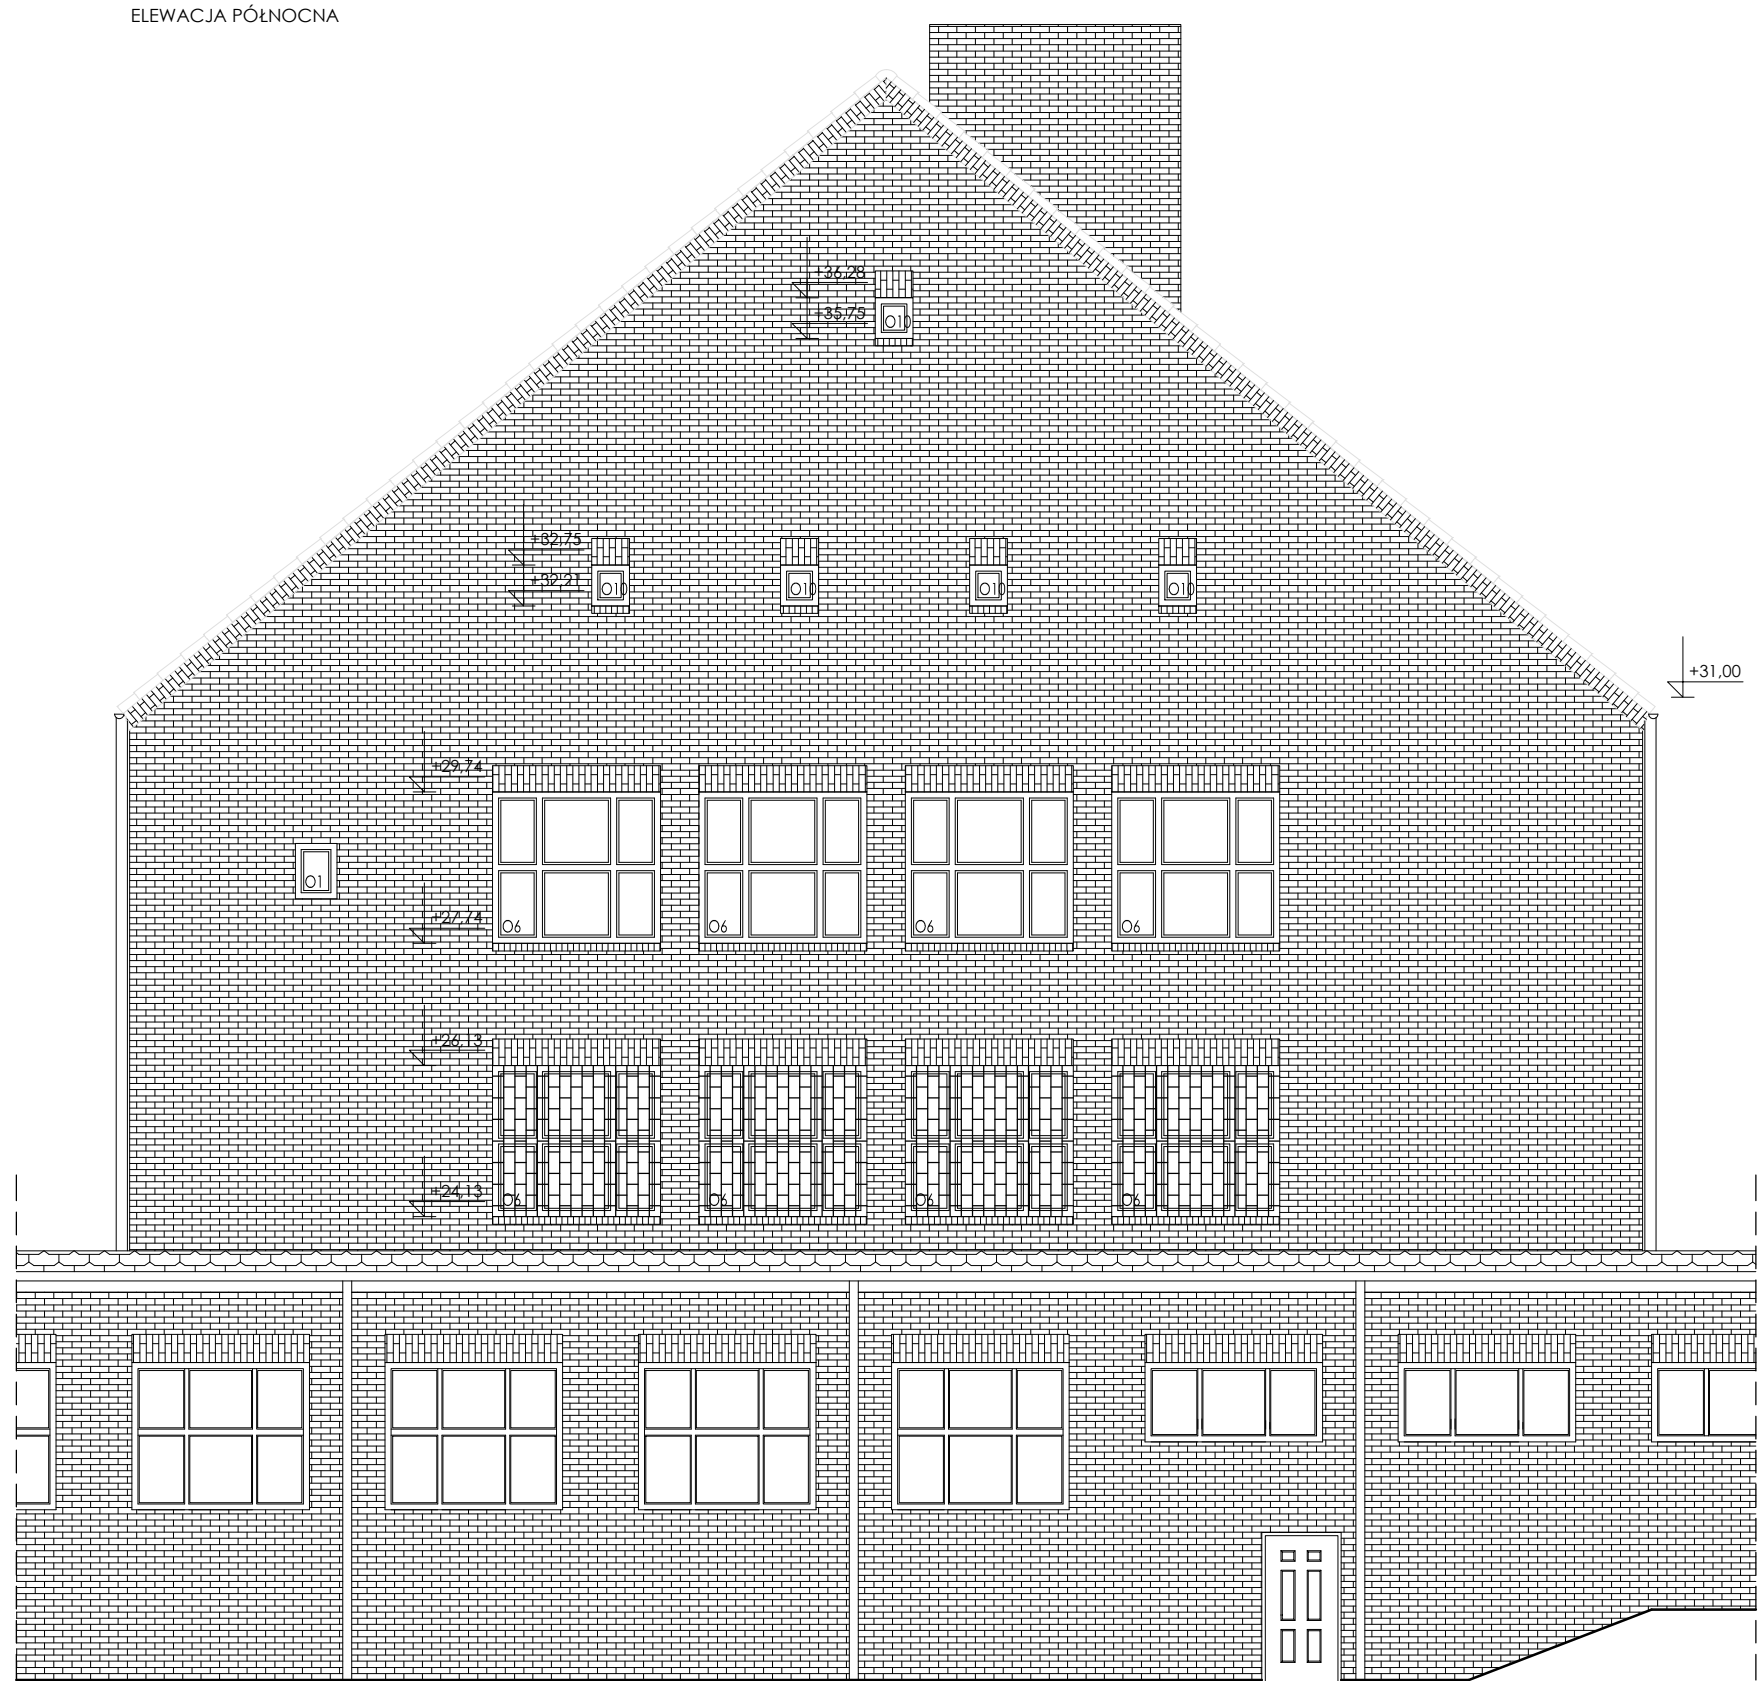 ELEWACJA PÓŁNOCNA
+36,28
+35,75
O10
+32,75
+32,21
O10
O10
O10
O10
+31,00
+29,74
O1
+27,74
O6
O6
O6
O6
+26,13
+24,13
O6
O6
O6
O6